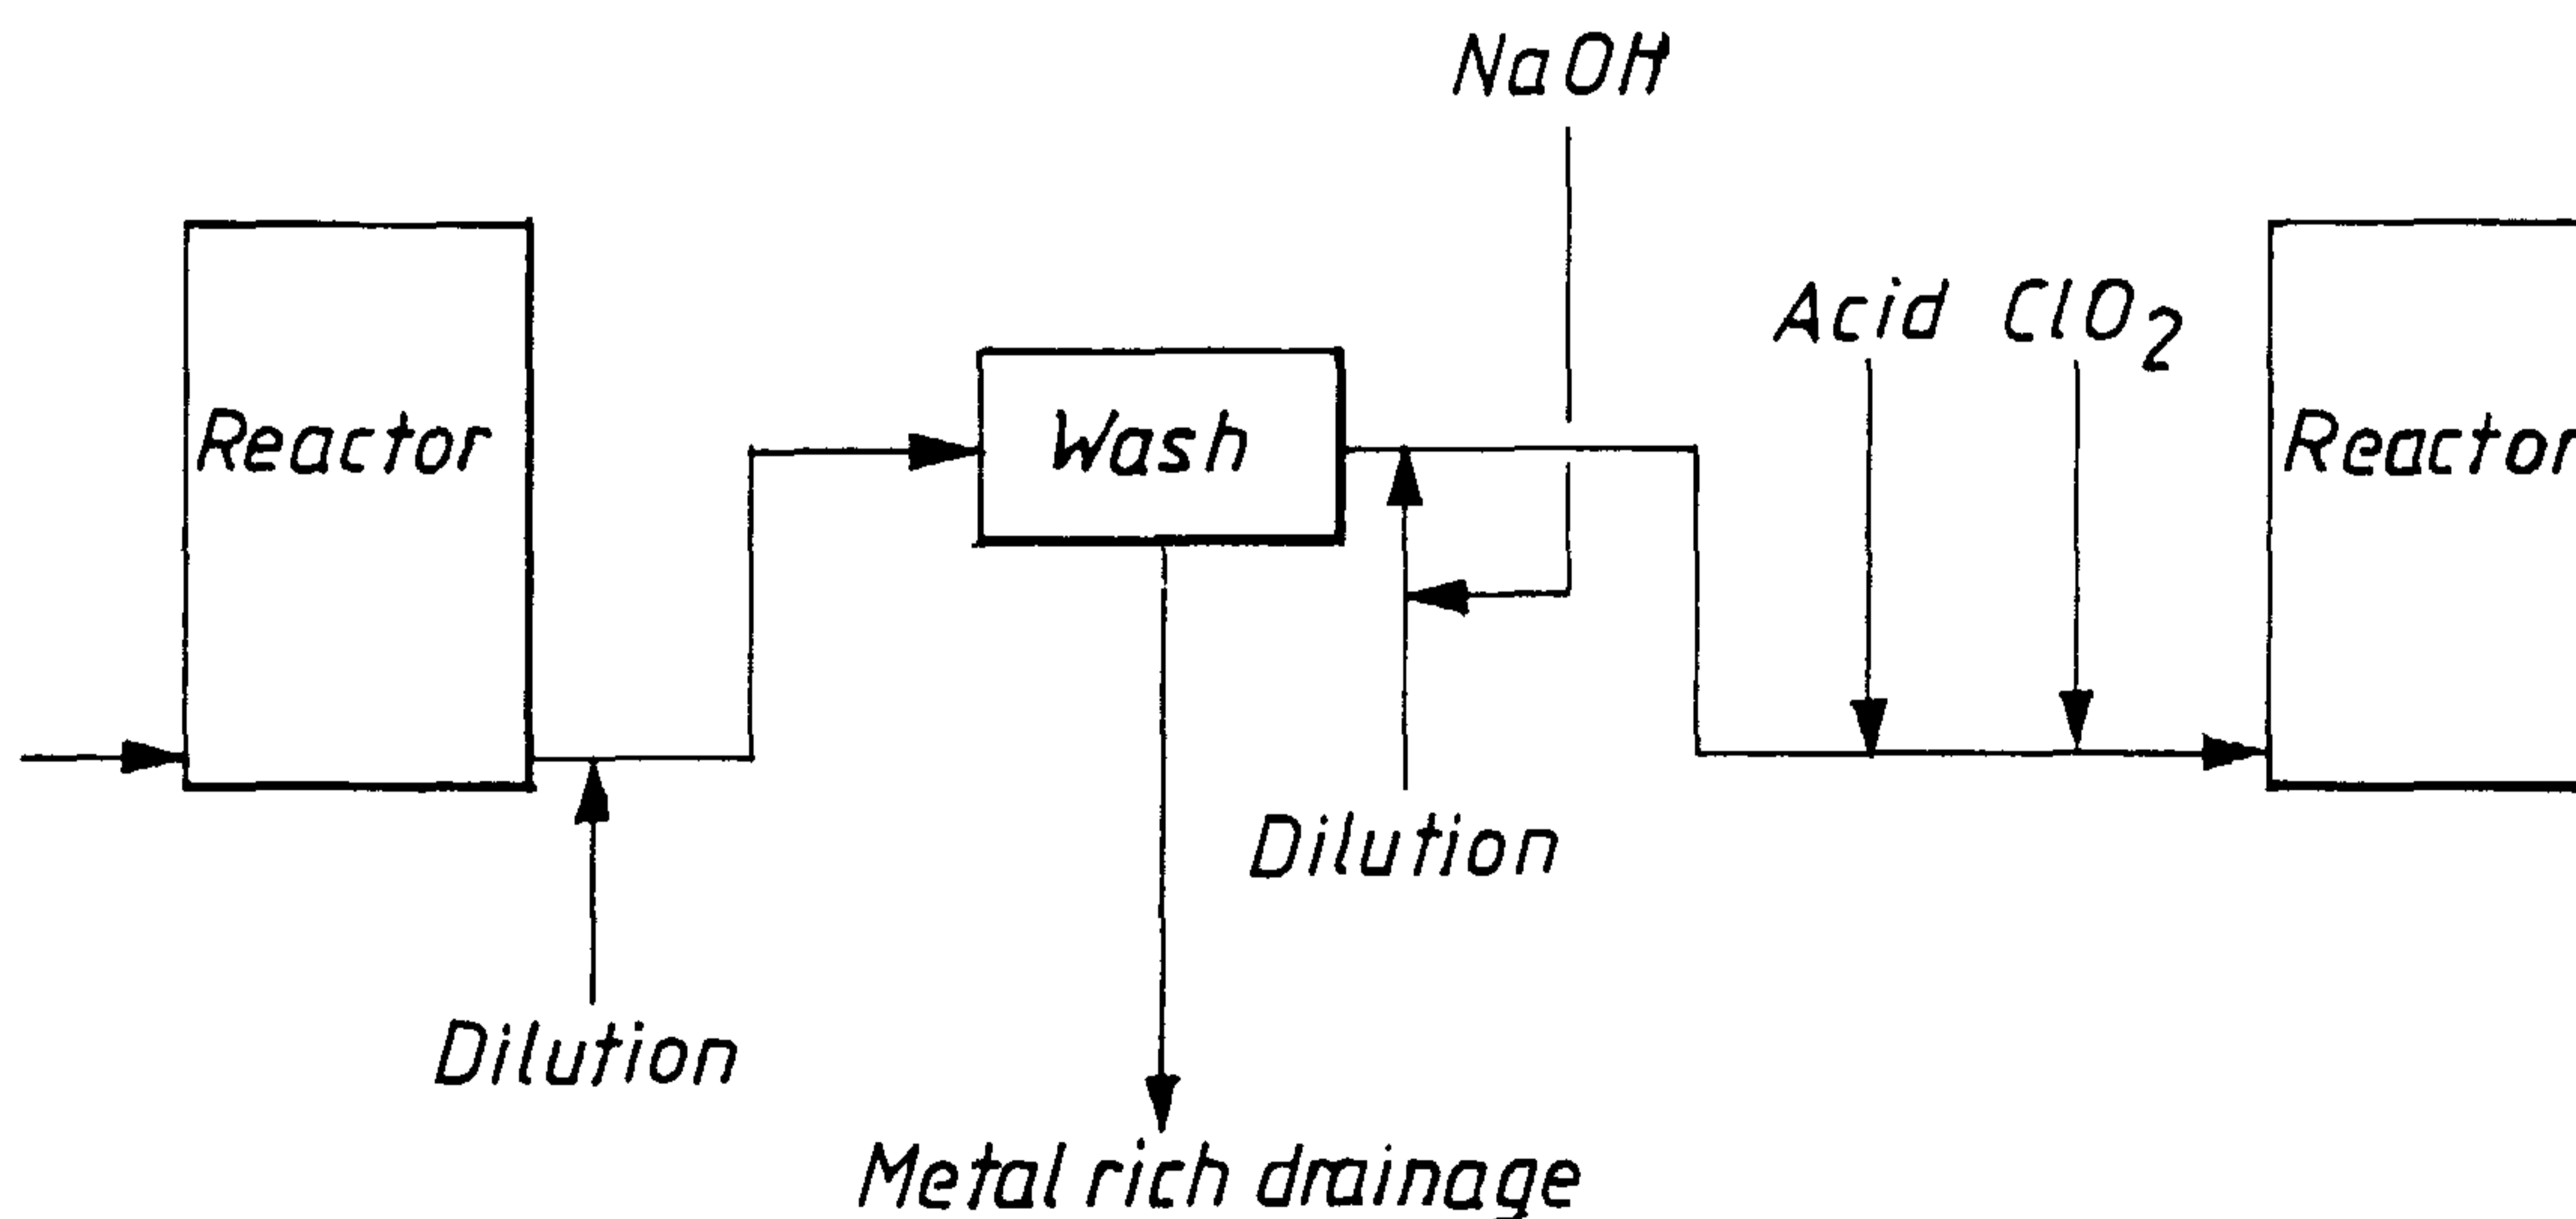 NaOH
Acid ClO2
Reactor
Wash
Reactor
Dilution
Dilution
Metal rich drainage